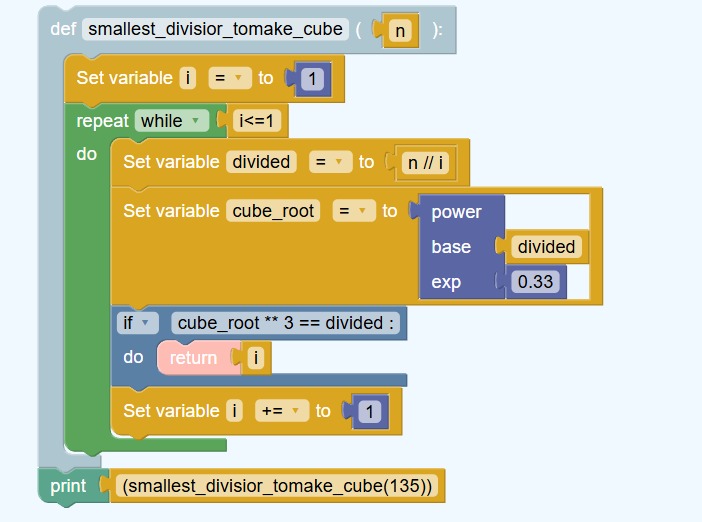 def smallest_divisior_tomake_cube ( n ):
Set variable i = to 1
repeat while i<=1
do
Set variable divided = to n // i
Set variable cube_root = to power
base divided
exp 0.33
if cube_root ** 3 == divided :
do return i
Set variable i += to 1
print (smallest_divisior_tomake_cube(135))